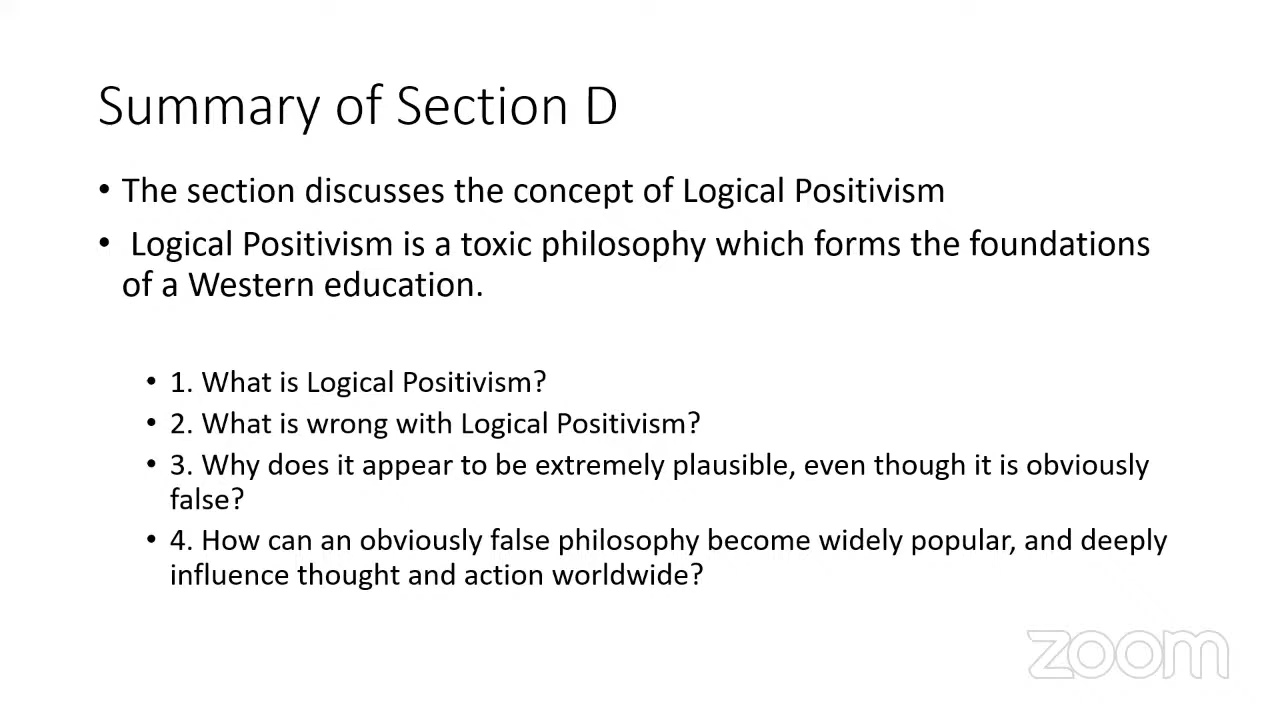 Summary of Section D
• The section discusses the concept of Logical Positivism
• Logical Positivism is a toxic philosophy which forms the foundations
of a Western education.
• 1. What is Logical Positivism?
• 2. What is wrong with Logical Positivism?
• 3. Why does it appear to be extremely plausible, even though it is obviously
false?
• 4. How can an obviously false philosophy become widely popular, and deeply
influence thought and action worldwide?
zoom